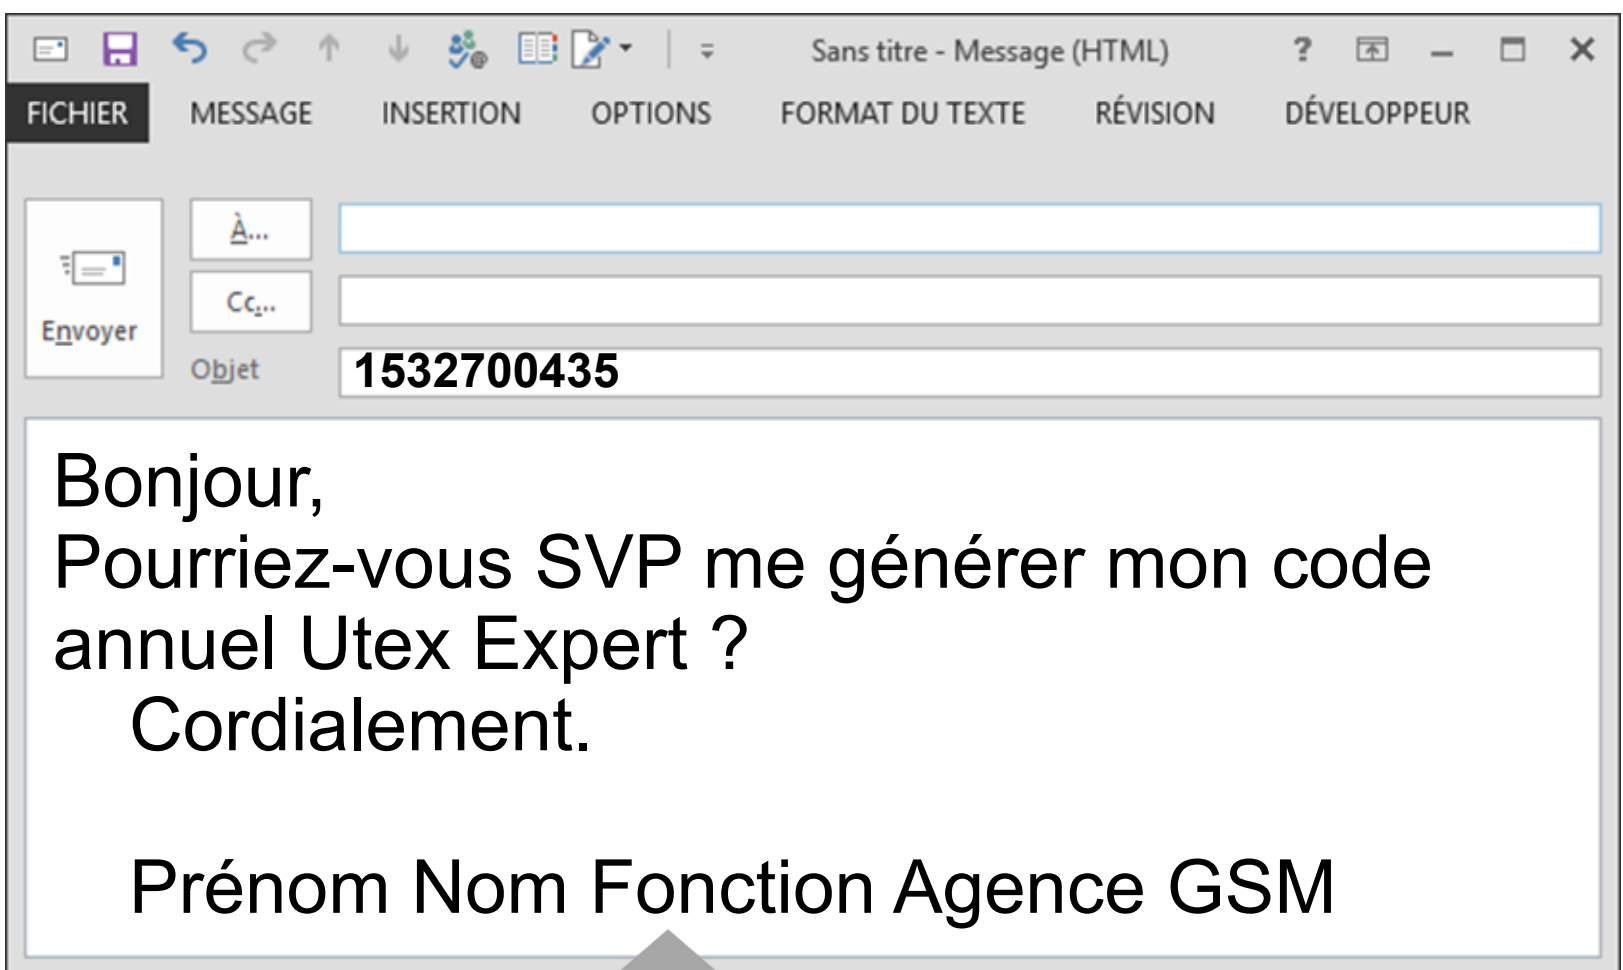 Sans titre - Message (HTML) ?
FICHIER MESSAGE INSERTION OPTIONS FORMAT DU TEXTE RÉVISION DÉVELOPPEUR
À...
Cc...
Envoyer
Objet 1532700435
Bonjour,
Pourriez-vous SVP me générer mon code
annuel Utex Expert ?
Cordialement.
Prénom Nom Fonction Agence GSM